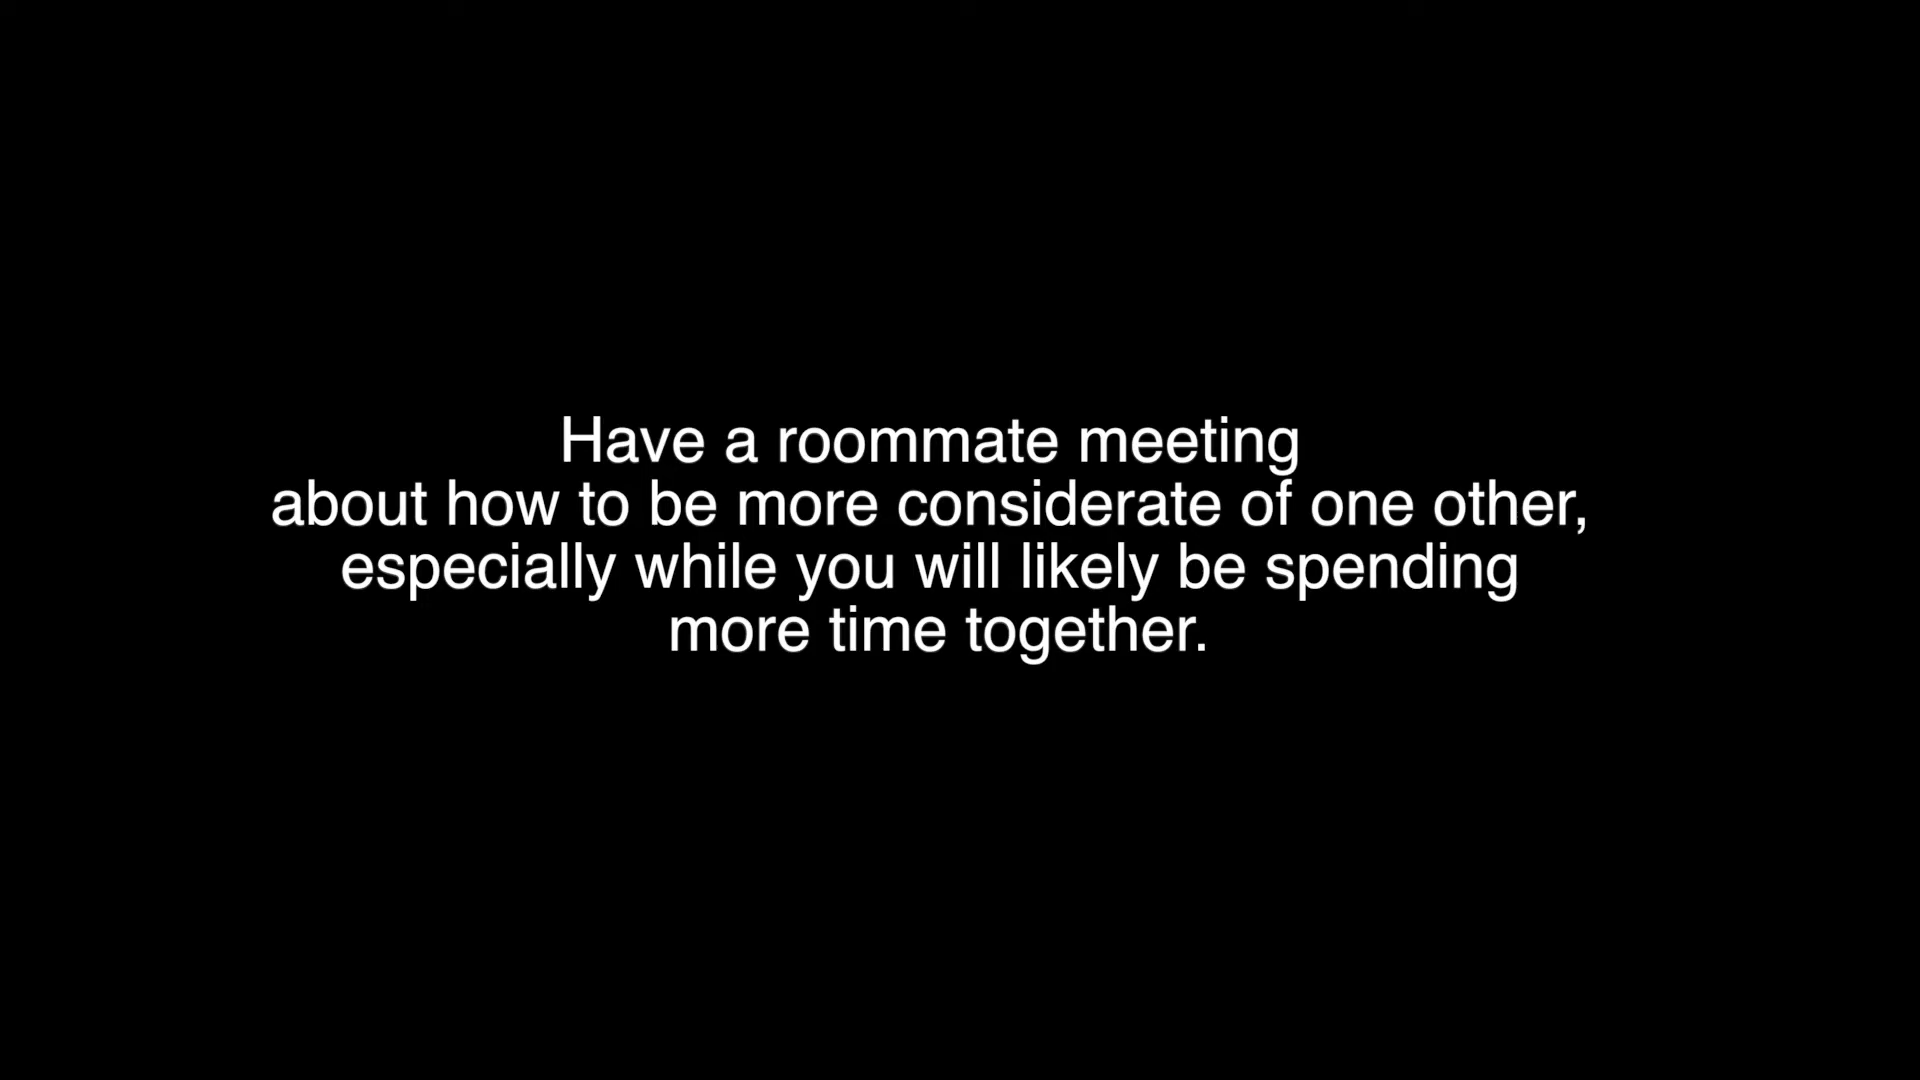 Have a roommate meeting
about how to be more considerate of one other,
especially while you will likely be spending
more time together.